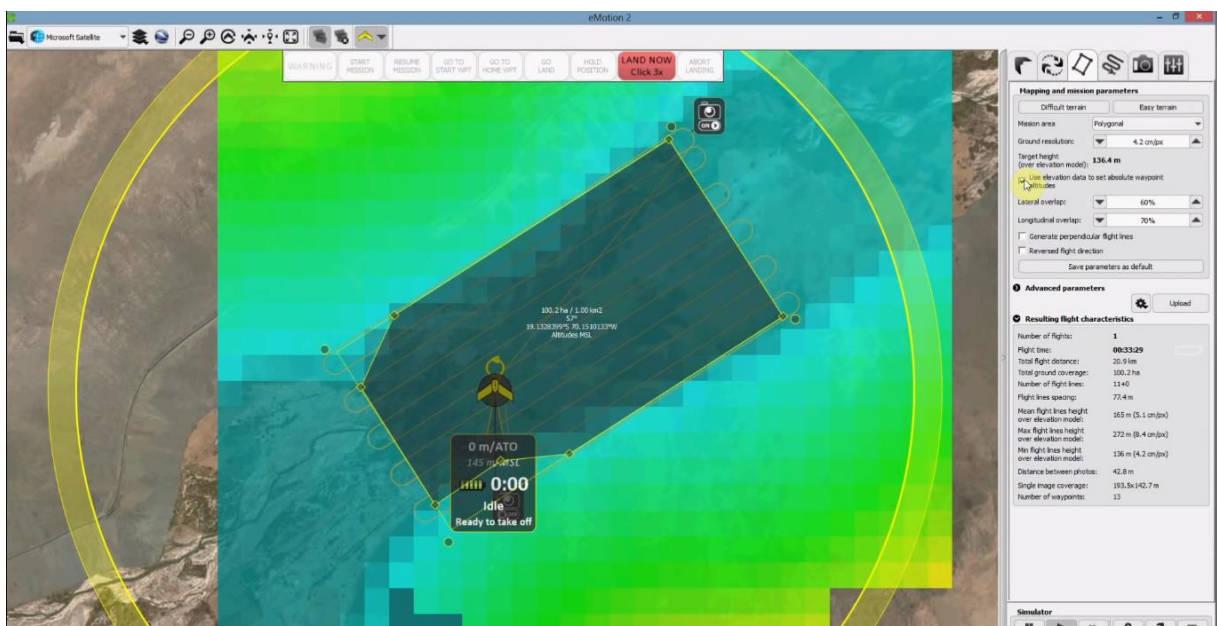 eMotion 2
Microsoft Satellite
WARNING
START MISSION
RESUME MISSION
GO TO START WPT
GO TO HOME WPT
GO LAND
HOLD POSITION
LAND NOW Click 3x
ABORT LANDING
ON
100.2 ha / 1.00 km2
57°
19.1328399°S 70.1510133°W
Altitudes MSL
0 m/ATO
145 m/MSL
0:00
Idle
Ready to take off
Mapping and mission parameters
Difficult terrain Easy terrain
Mission area Polygonal
Ground resolution: 4.2 cm/px
Target height
(over elevation model): 136.4 m
Use elevation data to set absolute waypoint
altitudes
Lateral overlap: 60%
Longitudinal overlap: 70%
Generate perpendicular flight lines
Reversed flight direction
Save parameters as default
Advanced parameters
Upload
Resulting flight characteristics
Number of flights: 1
Flight time: 00:33:29
Total flight distance: 20.9 km
Total ground coverage: 100.2 ha
Number of flight lines: 11+0
Flight lines spacing: 77.4 m
Mean flight lines height
over elevation model: 165 m (5.1 cm/px)
Max flight lines height
over elevation model: 272 m (8.4 cm/px)
Min flight lines height
over elevation model: 136 m (4.2 cm/px)
Distance between photos: 42.8 m
Single image coverage: 193.5x142.7 m
Number of waypoints: 13
Simulator